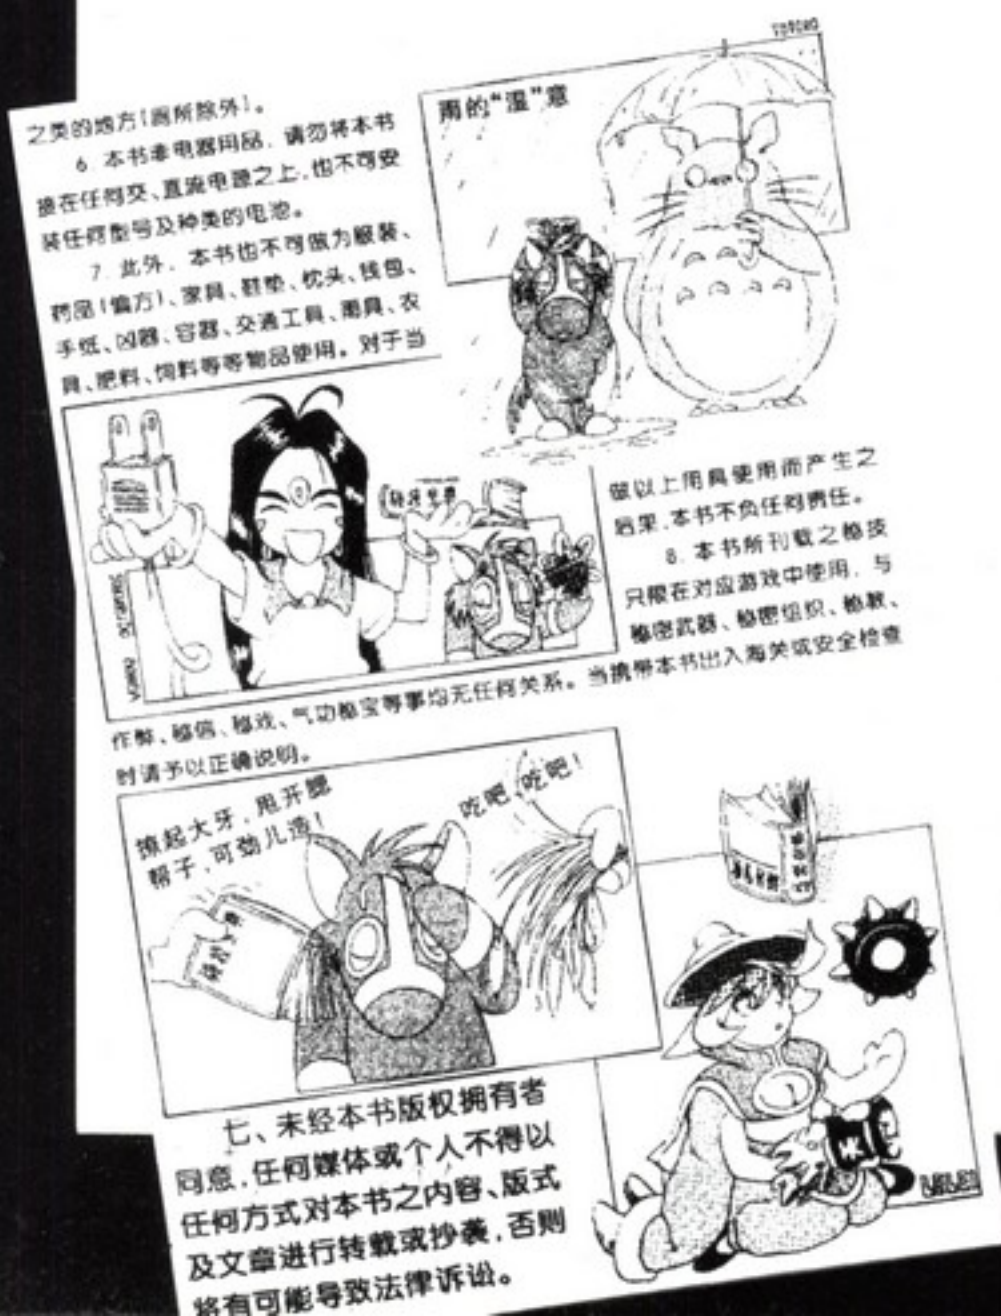 之类的地方(厕所除外)。
6.本书非电器用品,请勿将本书
接在任何交、直流电源之上,也不可安
装任何型号及种类的电池。
7.此外,本书也不可做为服装、
药品(偏方)、家具、鞋垫、枕头、钱包、
手纸、凶器、容器、交通工具、雨具、农
具、肥料、饲料等等物品使用。对于当
TOTORO
雨的“湿”意
做以上用具使用而产生之
后果,本书不负任何责任。
8.本书所刊载之秘技
只限在对应游戏中使用,与
秘密武器、秘密组织、秘教、
作弊、秘信、秘戏、气功秘宝等事均无任何关系。当携带本书出入海关或安全检查
时请予以正确说明。
撩起大牙,甩开腮
帮子,可劲儿造!
吃吧,吃吧!
七、未经本书版权拥有者
同意,任何媒体或个人不得以
任何方式对本书之内容、版式
及文章进行转载或抄袭,否则
将有可能导致法律诉讼。